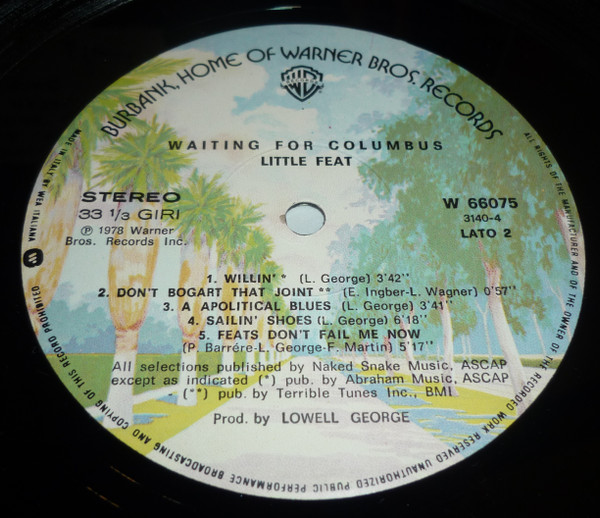 BURBANK, HOME OF WARNER BROS. RECORDS
WAITING FOR COLUMBUS
LITTLE FEAT
STEREO
33 1/3 GIRI
Ⓟ 1978 Warner
Bros. Records Inc.
W 66075
3140-4
LATO 2
1. WILLIN' * (L. George) 3'42"
2. DON'T BOGART THAT JOINT ** (E. Ingber-L. Wagner) 0'57"
3. A APOLITICAL BLUES (L. George) 3'41"
4. SAILIN' SHOES (L. George) 6'18"
5. FEATS DON'T FAIL ME NOW
(P. Barrére-L. George-F. Martin) 5'17"
All selections published by Naked Snake Music, ASCAP
except as indicated (*) pub. by Abraham Music, ASCAP
- (**) pub. by Terrible Tunes Inc., BMI
Prod. by LOWELL GEORGE
MADE IN ITALY BY WEA ITALIANA
ALL RIGHTS OF THE MANUFACTURER AND OF THE OWNER OF THE RECORDED WORK RESERVED UNAUTHORIZED PUBLIC PERFORMANCE BROADCASTING AND COPYING OF THIS RECORD PROHIBITED